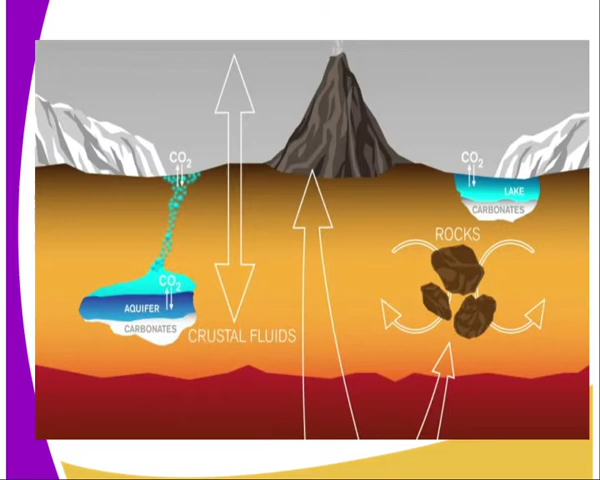 CO2
CO2
LAKE
CARBONATES
ROCKS
CO2
AQUIFER
CARBONATES
CRUSTAL FLUIDS